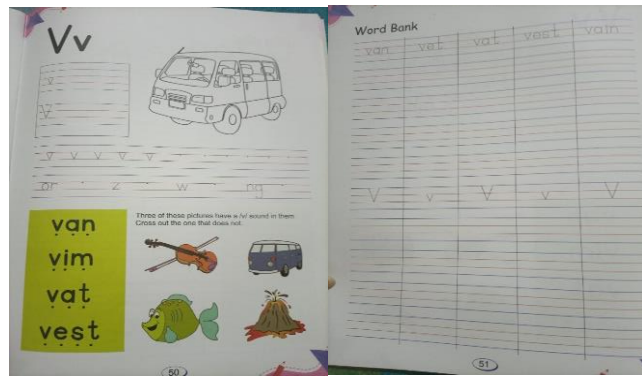 Vv
v
V
v v v v v
or z w ng
van
vim
vat
vest
Three of these pictures have a /v/ sound in them.
Cross out the one that does not.
50
Word Bank
van vet vat vest vain
V v V v V
51